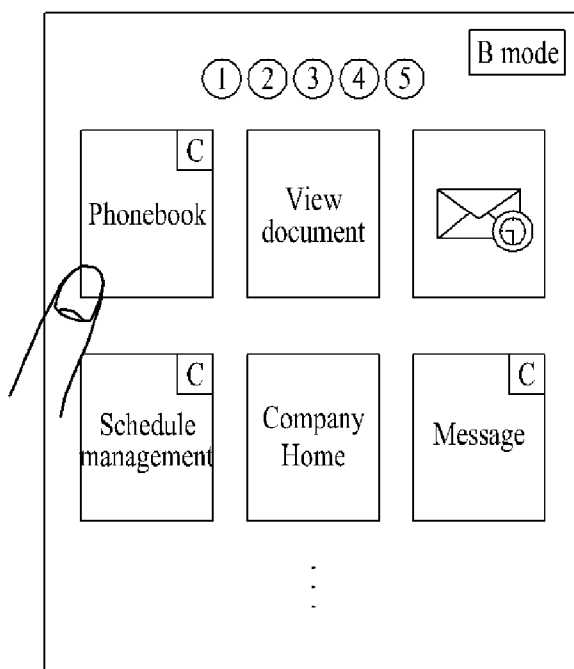 B mode
① ② ③ ④ ⑤
C
Phonebook
View
document
C
Schedule
management
Company
Home
C
Message